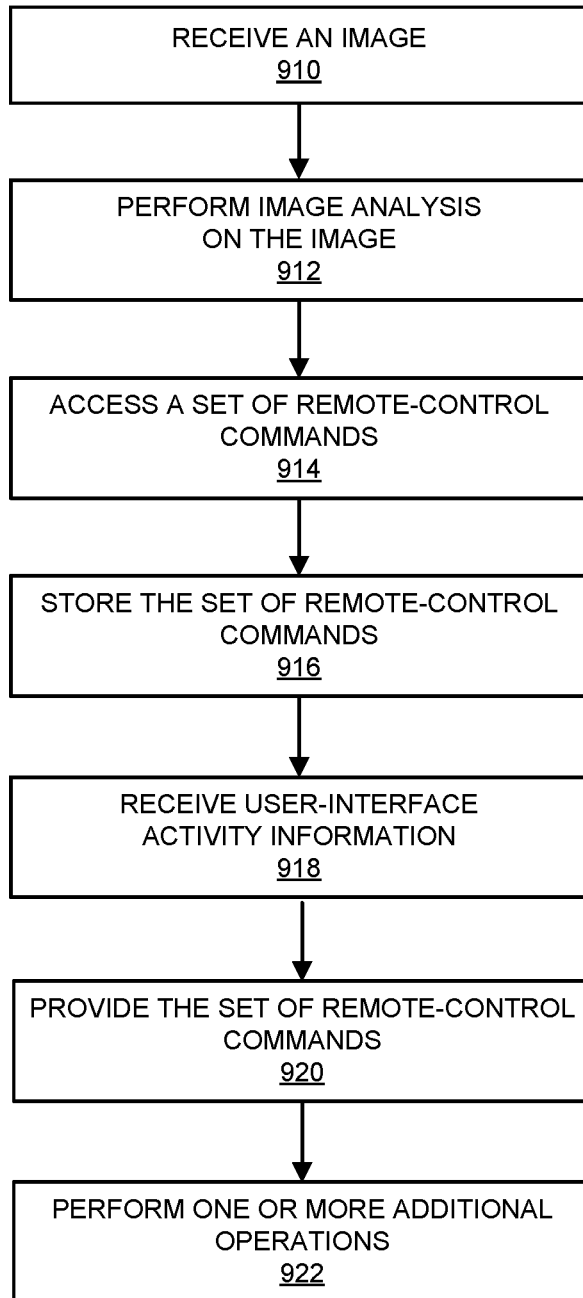 RECEIVE AN IMAGE
910
PERFORM IMAGE ANALYSIS
ON THE IMAGE
912
ACCESS A SET OF REMOTE-CONTROL
COMMANDS
914
STORE THE SET OF REMOTE-CONTROL
COMMANDS
916
RECEIVE USER-INTERFACE
ACTIVITY INFORMATION
918
PROVIDE THE SET OF REMOTE-CONTROL
COMMANDS
920
PERFORM ONE OR MORE ADDITIONAL
OPERATIONS
922